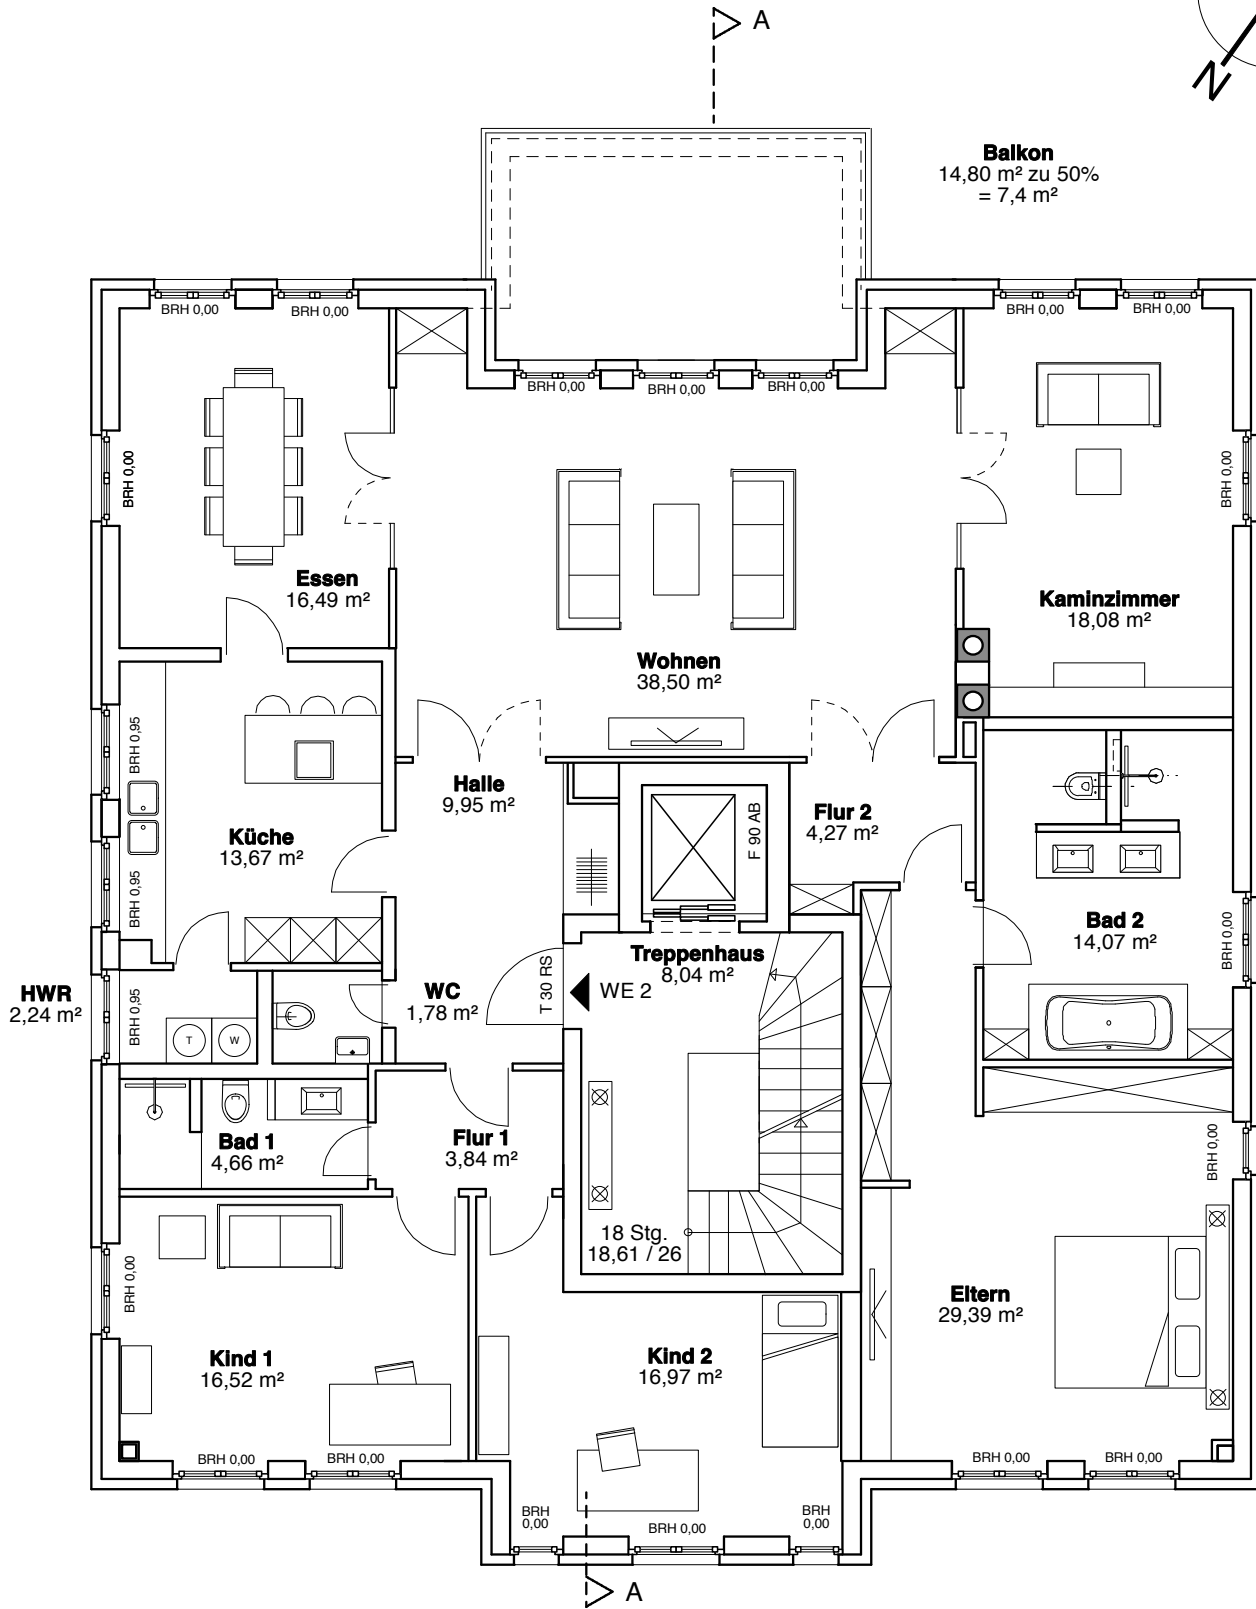 A
N
Balkon
14,80 m² zu 50%
= 7,4 m²
BRH 0,00
BRH 0,00
BRH 0,00
BRH 0,00
BRH 0,00
BRH 0,00
BRH 0,00
BRH 0,00
BRH 0,00
Essen
16,49 m²
Kaminzimmer
18,08 m²
Wohnen
38,50 m²
BRH 0,95
Halle
9,95 m²
Küche
13,67 m²
F 90 AB
Flur 2
4,27 m²
BRH 0,95
Bad 2
14,07 m²
BRH 0,00
Treppenhaus
8,04 m²
HWR
2,24 m²
BRH 0,95
T
W
WC
1,78 m²
T 30 RS
WE 2
Bad 1
4,66 m²
Flur 1
3,84 m²
BRH 0,00
18 Stg.
18,61 / 26
BRH 0,00
Eltern
29,39 m²
Kind 1
16,52 m²
Kind 2
16,97 m²
BRH 0,00
BRH 0,00
BRH 0,00
BRH 0,00
BRH
0,00
BRH 0,00
BRH
0,00
A